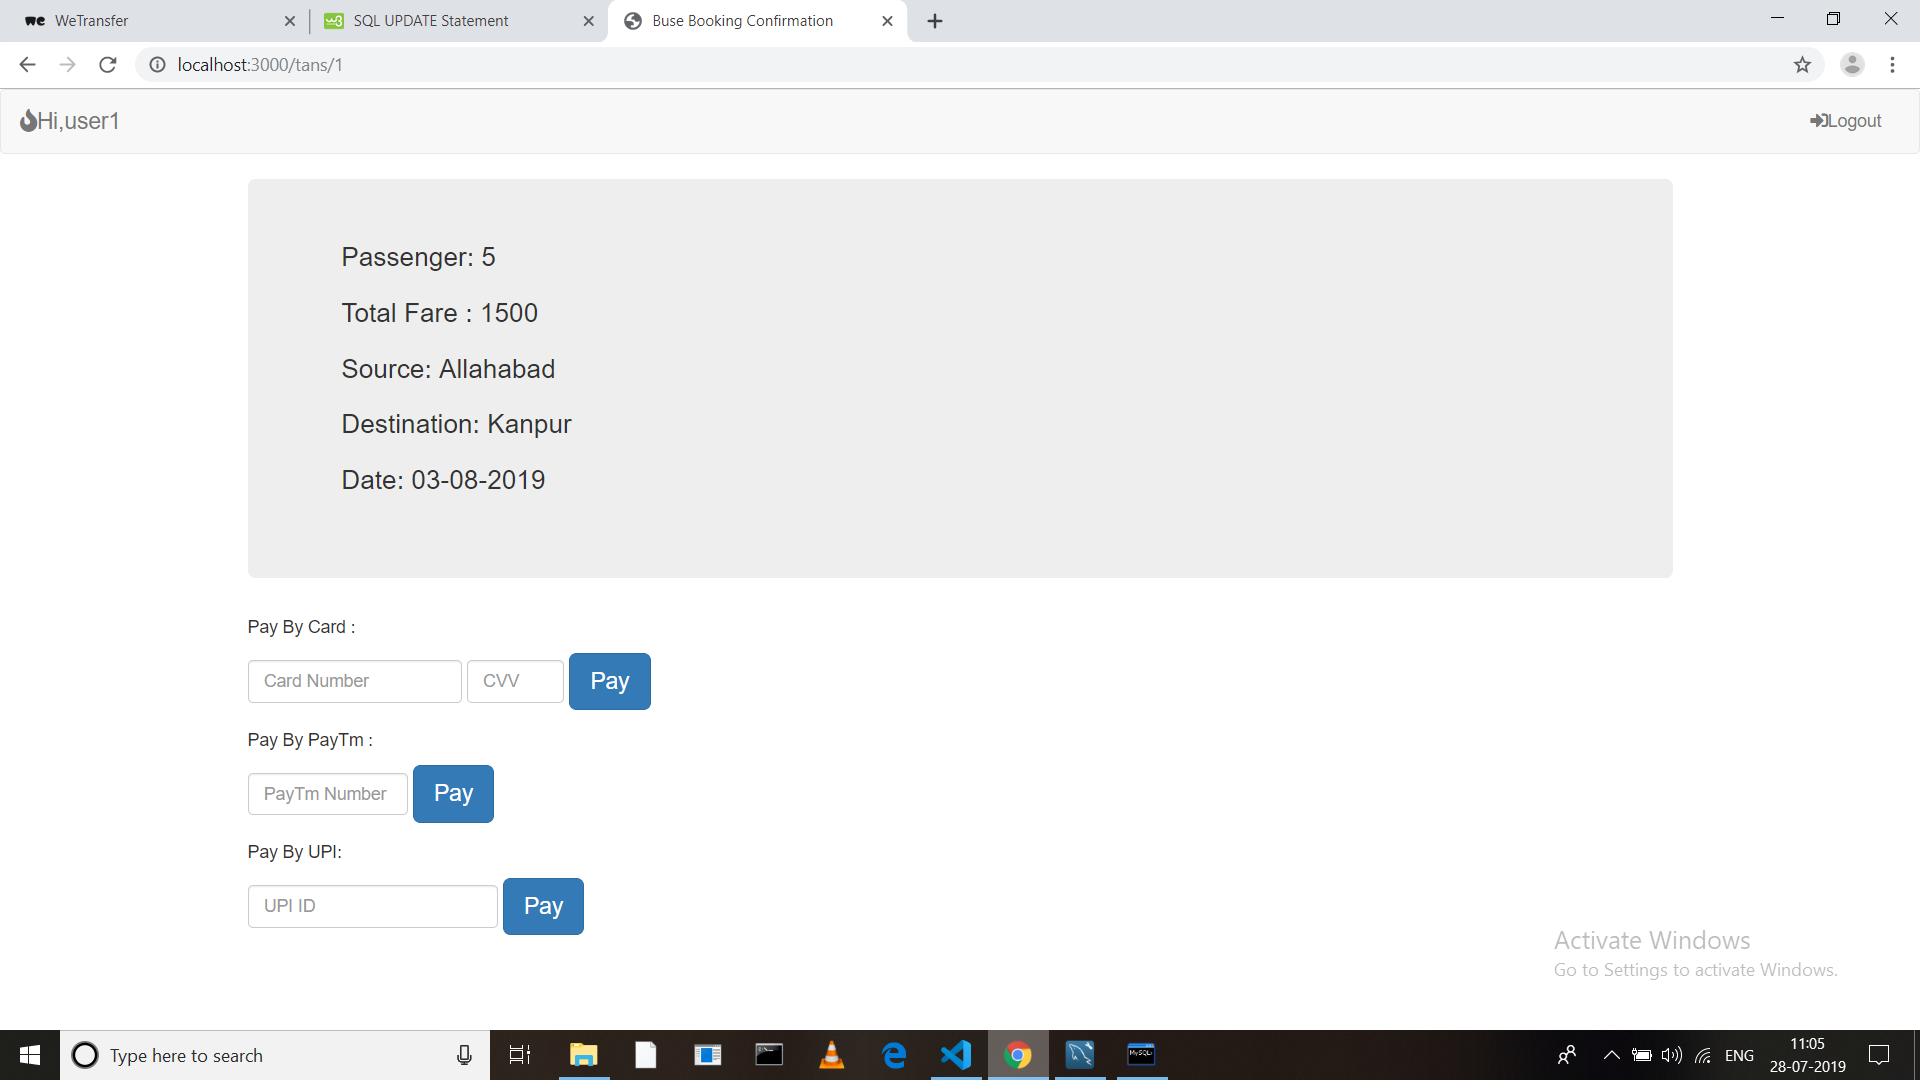 WeTransfer
SQL UPDATE Statement
Buse Booking Confirmation
localhost:3000/tans/1
Hi,user1
Logout
Passenger: 5
Total Fare : 1500
Source: Allahabad
Destination: Kanpur
Date: 03-08-2019
Pay By Card :
Card Number CVV Pay
Pay By PayTm :
PayTm Number Pay
Pay By UPI:
UPI ID Pay
Activate Windows
Go to Settings to activate Windows.
Type here to search
MySQL
ENG
11:05
28-07-2019